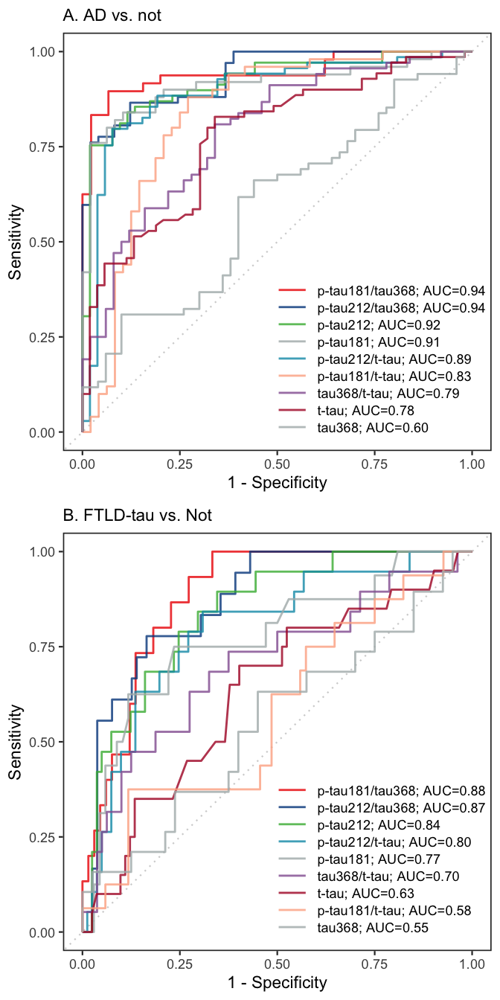 A. AD vs. not
1.00
0.75
0.50
0.25
0.00
Sensitivity
p-tau181/tau368; AUC=0.94
p-tau212/tau368; AUC=0.94
p-tau212; AUC=0.92
p-tau181; AUC=0.91
p-tau212/t-tau; AUC=0.89
p-tau181/t-tau; AUC=0.83
tau368/t-tau; AUC=0.79
t-tau; AUC=0.78
tau368; AUC=0.60
0.00 0.25 0.50 0.75 1.00
1 - Specificity
B. FTLD-tau vs. Not
1.00
0.75
0.50
0.25
0.00
Sensitivity
p-tau181/tau368; AUC=0.88
p-tau212/tau368; AUC=0.87
p-tau212; AUC=0.84
p-tau212/t-tau; AUC=0.80
p-tau181; AUC=0.77
tau368/t-tau; AUC=0.70
t-tau; AUC=0.63
p-tau181/t-tau; AUC=0.58
tau368; AUC=0.55
0.00 0.25 0.50 0.75 1.00
1 - Specificity